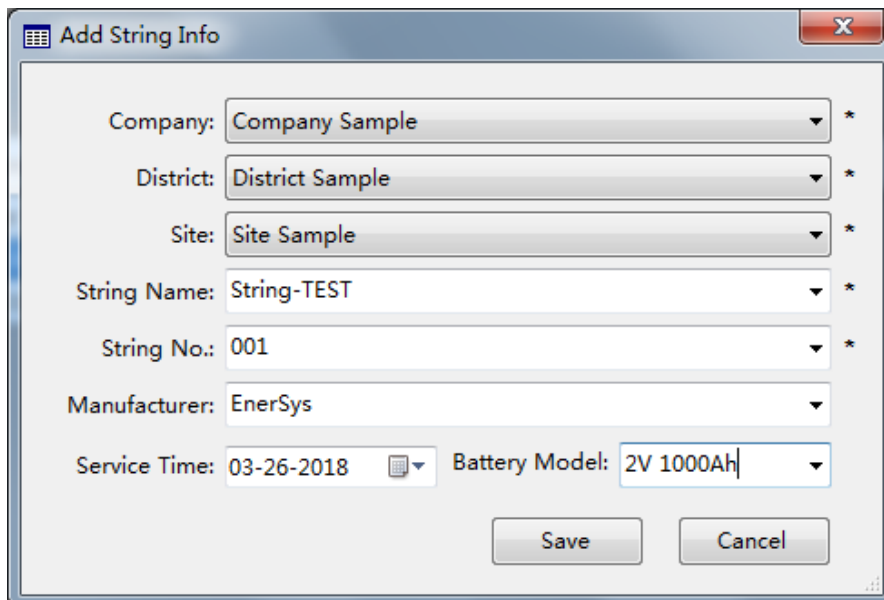 Add String Info
Company: Company Sample *
District: District Sample *
Site: Site Sample *
String Name: String-TEST *
String No.: 001 *
Manufacturer: EnerSys
Service Time: 03-26-2018 Battery Model: 2V 1000Ah
Save Cancel